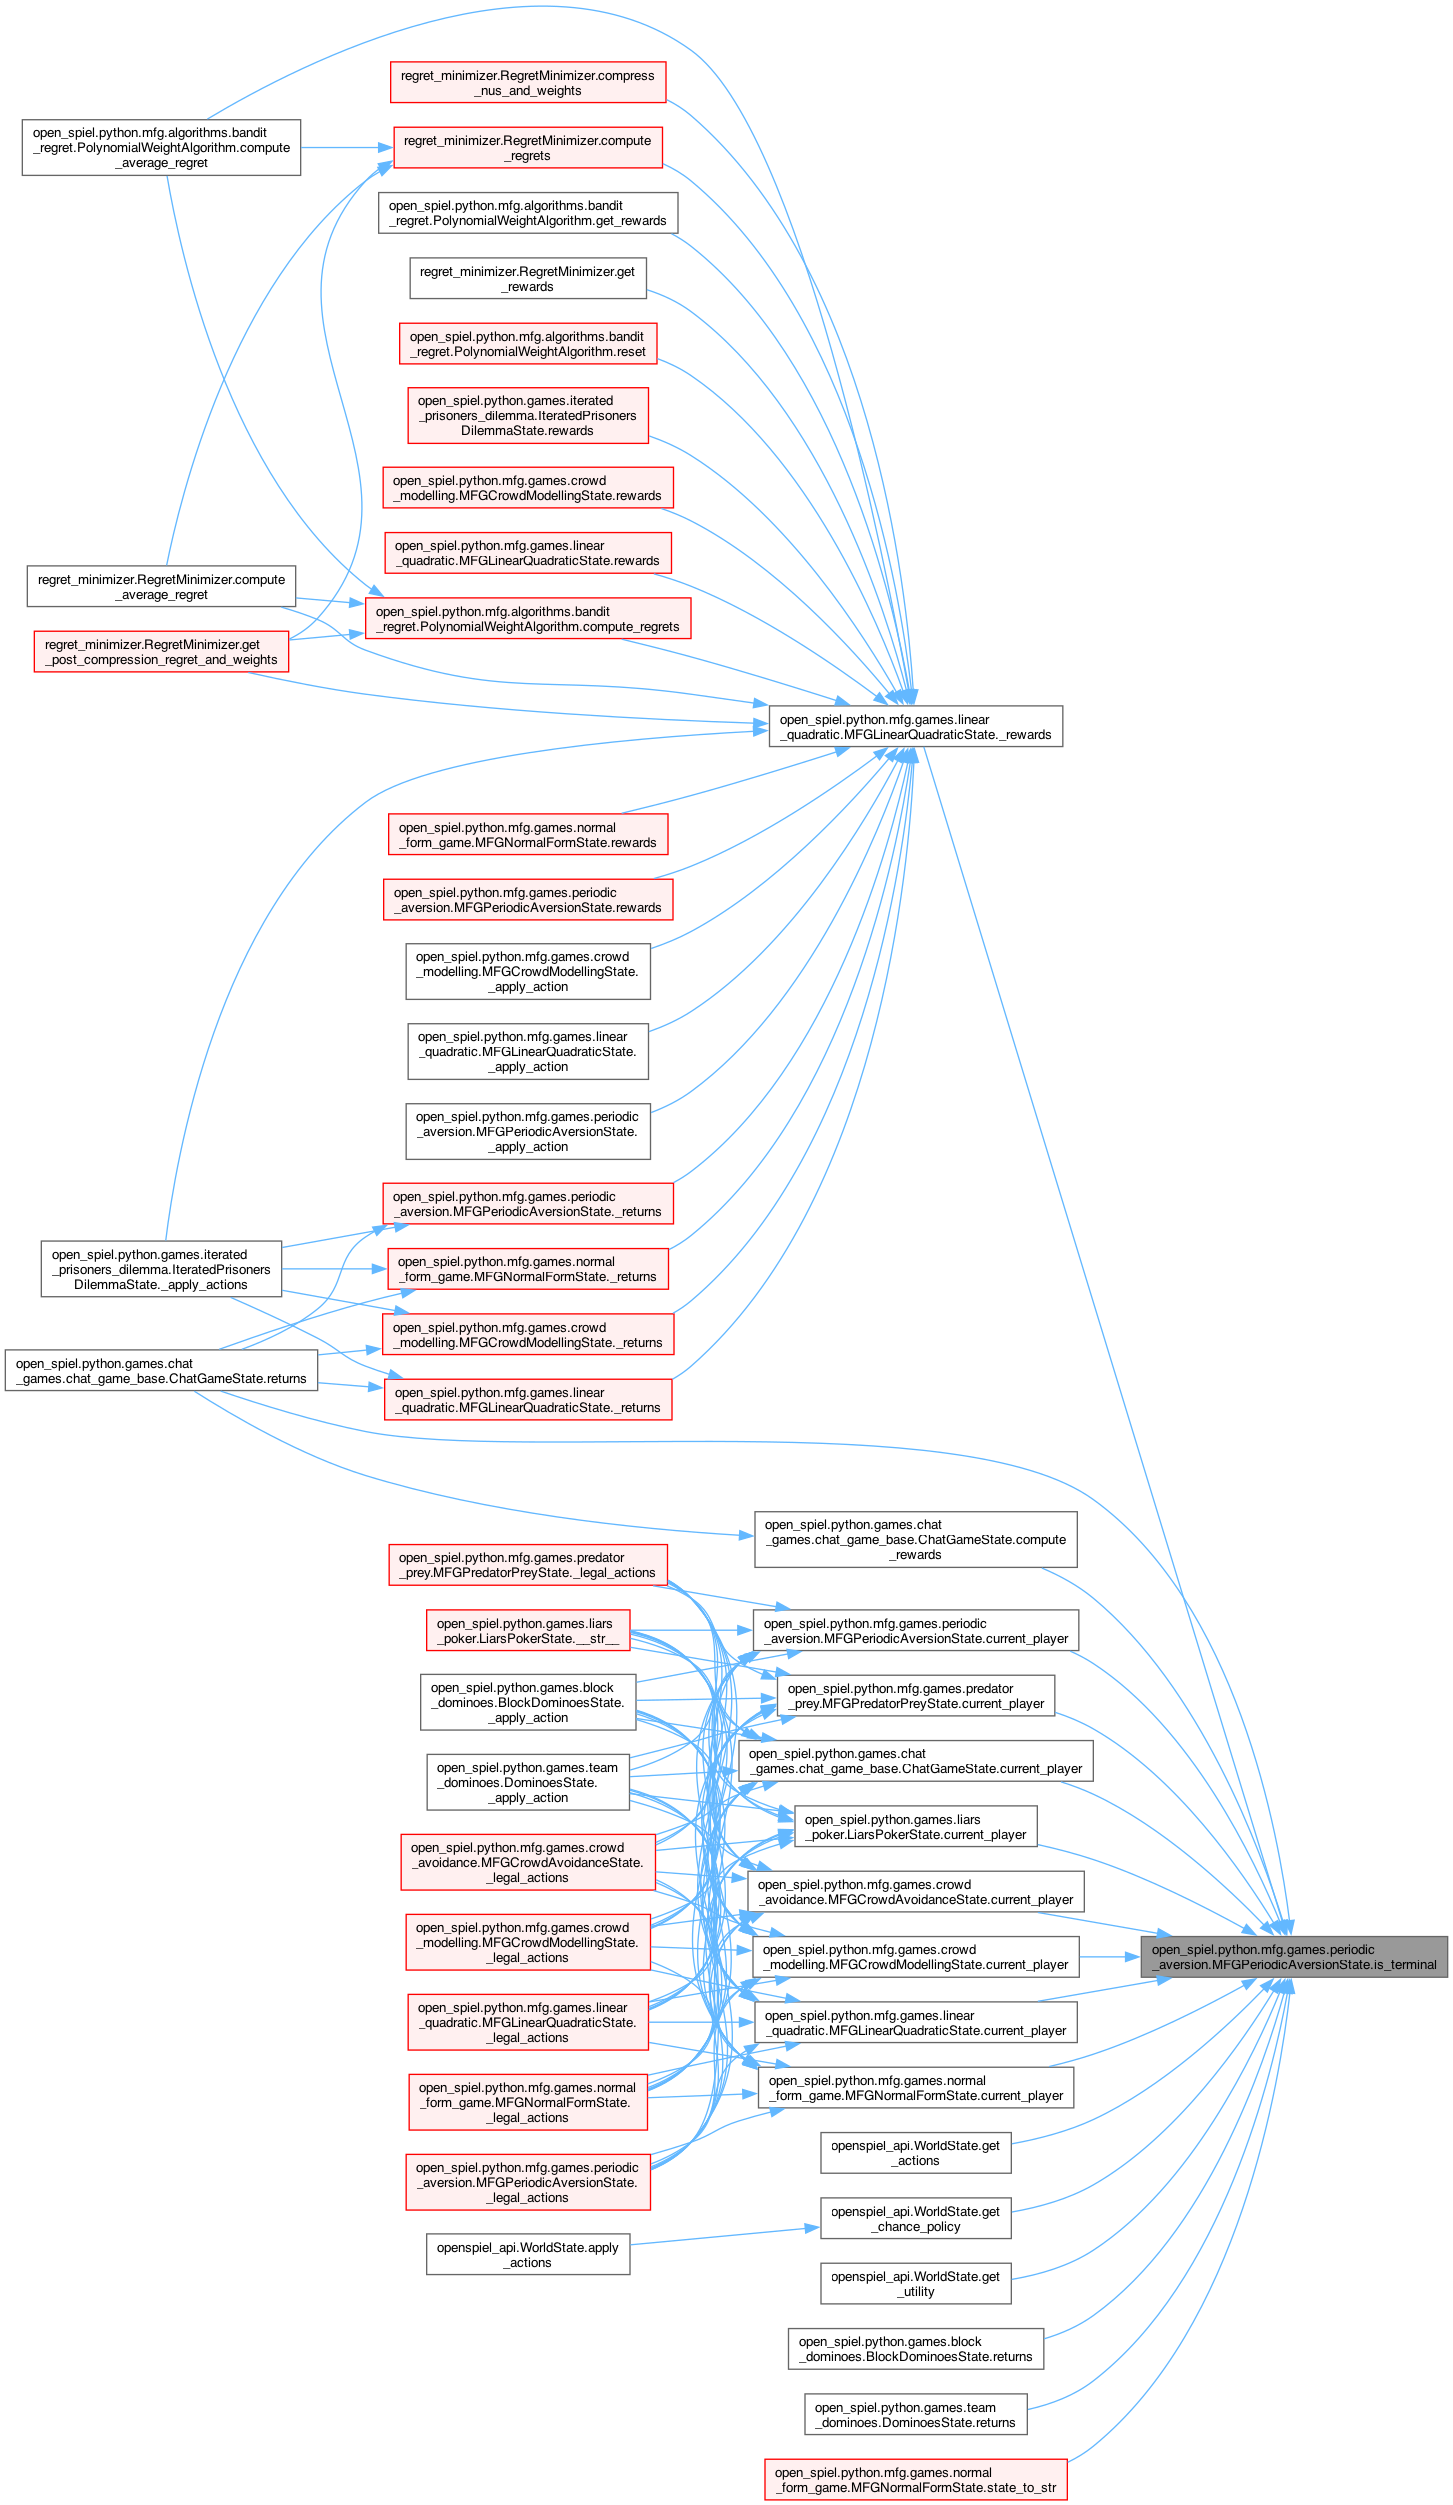 regret_minimizer.RegretMinimizer.compress
_nus_and_weights
open_spiel.python.mfg.algorithms.bandit
_regret.PolynomialWeightAlgorithm.compute
_average_regret
regret_minimizer.RegretMinimizer.compute
_regrets
open_spiel.python.mfg.algorithms.bandit
_regret.PolynomialWeightAlgorithm.get_rewards
regret_minimizer.RegretMinimizer.get
_rewards
open_spiel.python.mfg.algorithms.bandit
_regret.PolynomialWeightAlgorithm.reset
open_spiel.python.games.iterated
_prisoners_dilemma.IteratedPrisoners
DilemmaState.rewards
open_spiel.python.mfg.games.crowd
_modelling.MFGCrowdModellingState.rewards
open_spiel.python.mfg.games.linear
_quadratic.MFGLinearQuadraticState.rewards
regret_minimizer.RegretMinimizer.compute
_average_regret
open_spiel.python.mfg.algorithms.bandit
_regret.PolynomialWeightAlgorithm.compute_regrets
regret_minimizer.RegretMinimizer.get
_post_compression_regret_and_weights
open_spiel.python.mfg.games.linear
_quadratic.MFGLinearQuadraticState._rewards
open_spiel.python.mfg.games.normal
_form_game.MFGNormalFormState.rewards
open_spiel.python.mfg.games.periodic
_aversion.MFGPeriodicAversionState.rewards
open_spiel.python.mfg.games.crowd
_modelling.MFGCrowdModellingState.
_apply_action
open_spiel.python.mfg.games.linear
_quadratic.MFGLinearQuadraticState.
_apply_action
open_spiel.python.mfg.games.periodic
_aversion.MFGPeriodicAversionState.
_apply_action
open_spiel.python.mfg.games.periodic
_aversion.MFGPeriodicAversionState._returns
open_spiel.python.games.iterated
_prisoners_dilemma.IteratedPrisoners
DilemmaState._apply_actions
open_spiel.python.mfg.games.normal
_form_game.MFGNormalFormState._returns
open_spiel.python.mfg.games.crowd
_modelling.MFGCrowdModellingState._returns
open_spiel.python.games.chat
_games.chat_game_base.ChatGameState.returns
open_spiel.python.mfg.games.linear
_quadratic.MFGLinearQuadraticState._returns
open_spiel.python.games.chat
_games.chat_game_base.ChatGameState.compute
_rewards
open_spiel.python.mfg.games.predator
_prey.MFGPredatorPreyState._legal_actions
open_spiel.python.games.liars
_poker.LiarsPokerState.__str__
open_spiel.python.mfg.games.periodic
_aversion.MFGPeriodicAversionState.current_player
open_spiel.python.games.block
_dominoes.BlockDominoesState.
_apply_action
open_spiel.python.mfg.games.predator
_prey.MFGPredatorPreyState.current_player
open_spiel.python.games.chat
_games.chat_game_base.ChatGameState.current_player
open_spiel.python.games.team
_dominoes.DominoesState.
_apply_action
open_spiel.python.games.liars
_poker.LiarsPokerState.current_player
open_spiel.python.mfg.games.crowd
_avoidance.MFGCrowdAvoidanceState.
_legal_actions
open_spiel.python.mfg.games.crowd
_avoidance.MFGCrowdAvoidanceState.current_player
open_spiel.python.mfg.games.crowd
_modelling.MFGCrowdModellingState.
_legal_actions
open_spiel.python.mfg.games.crowd
_modelling.MFGCrowdModellingState.current_player
open_spiel.python.mfg.games.periodic
_aversion.MFGPeriodicAversionState.is_terminal
open_spiel.python.mfg.games.linear
_quadratic.MFGLinearQuadraticState.
_legal_actions
open_spiel.python.mfg.games.linear
_quadratic.MFGLinearQuadraticState.current_player
open_spiel.python.mfg.games.normal
_form_game.MFGNormalFormState.
_legal_actions
open_spiel.python.mfg.games.normal
_form_game.MFGNormalFormState.current_player
openspiel_api.WorldState.get
_actions
open_spiel.python.mfg.games.periodic
_aversion.MFGPeriodicAversionState.
_legal_actions
openspiel_api.WorldState.get
_chance_policy
openspiel_api.WorldState.apply
_actions
openspiel_api.WorldState.get
_utility
open_spiel.python.games.block
_dominoes.BlockDominoesState.returns
open_spiel.python.games.team
_dominoes.DominoesState.returns
open_spiel.python.mfg.games.normal
_form_game.MFGNormalFormState.state_to_str